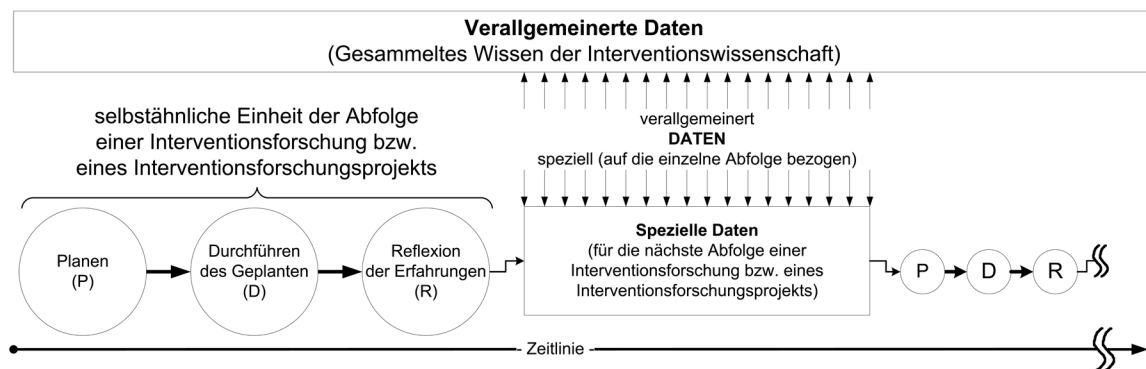 Verallgemeinerte Daten
(Gesammeltes Wissen der Interventionswissenschaft)
selbstähnliche Einheit der Abfolge
einer Interventionsforschung bzw.
eines Interventionsforschungsprojekts
verallgemeinert
DATEN
speziell (auf die einzelne Abfolge bezogen)
Planen
(P)
Durchführen
des Geplanten
(D)
Reflexion
der Erfahrungen
(R)
Spezielle Daten
(für die nächste Abfolge einer
Interventionsforschung bzw. eines
Interventionsforschungsprojekts)
P
D
R
- Zeitlinie -